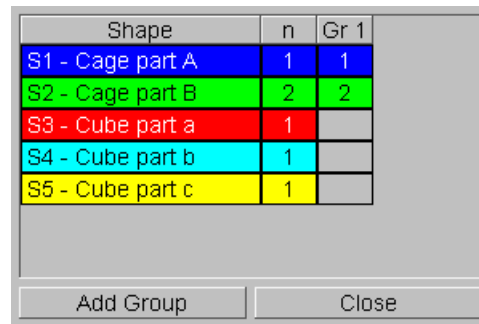 Shape n Gr 1
S1 - Cage part A 1 1
S2 - Cage part B 2 2
S3 - Cube part a 1
S4 - Cube part b 1
S5 - Cube part c 1
Add Group Close